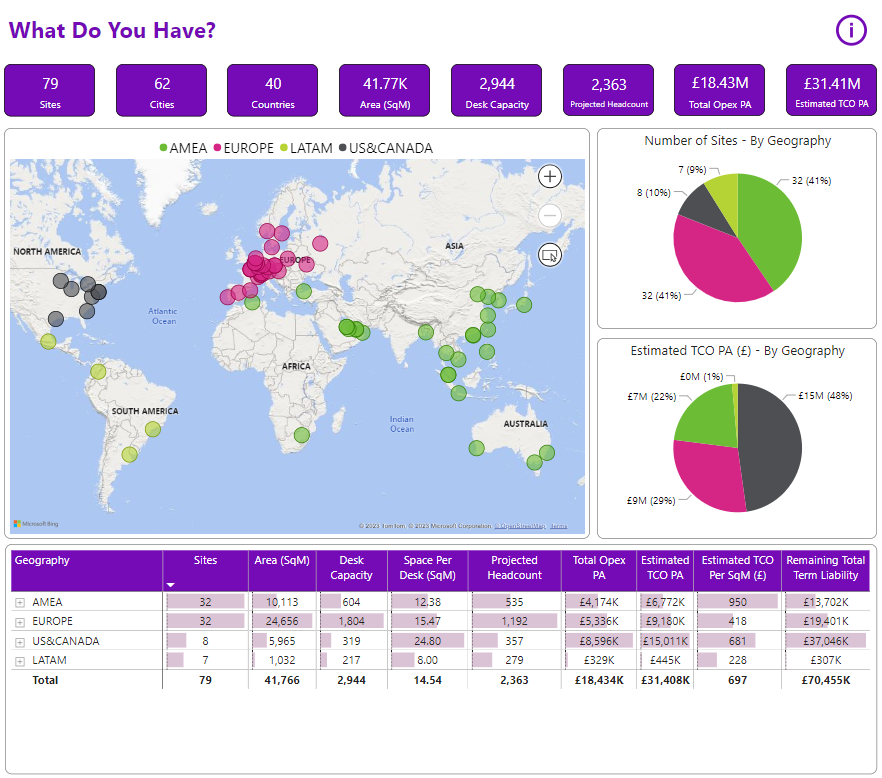 What Do You Have?
i
79
Sites
62
Cities
40
Countries
41.77K
Area (SqM)
2,944
Desk Capacity
2,363
Projected Headcount
£18.43M
Total Opex PA
£31.41M
Estimated TCO PA
AMEA EUROPE LATAM US&CANADA
NORTH AMERICA
EUROPE
ASIA
Atlantic
Ocean
AFRICA
SOUTH AMERICA
Indian
Ocean
AUSTRALIA
Microsoft Bing
© 2023 TomTom, © 2023 Microsoft Corporation, © OpenStreetMap Terms
Number of Sites - By Geography
7 (9%)
32 (41%)
8 (10%)
32 (41%)
Estimated TCO PA (£) - By Geography
£0M (1%)
£7M (22%)
£15M (48%)
£9M (29%)
Geography Sites Area (SqM) Desk Capacity Space Per Desk (SqM) Projected Headcount Total Opex PA Estimated TCO PA Estimated TCO Per SqM (£) Remaining Total Term Liability
AMEA 32 10,113 604 12.38 535 £4,174K £6,772K 950 £13,702K
EUROPE 32 24,656 1,804 15.47 1,192 £5,336K £9,180K 418 £19,401K
US&CANADA 8 5,965 319 24.80 357 £8,596K £15,011K 681 £37,046K
LATAM 7 1,032 217 8.00 279 £329K £445K 228 £307K
Total 79 41,766 2,944 14.54 2,363 £18,434K £31,408K 697 £70,455K